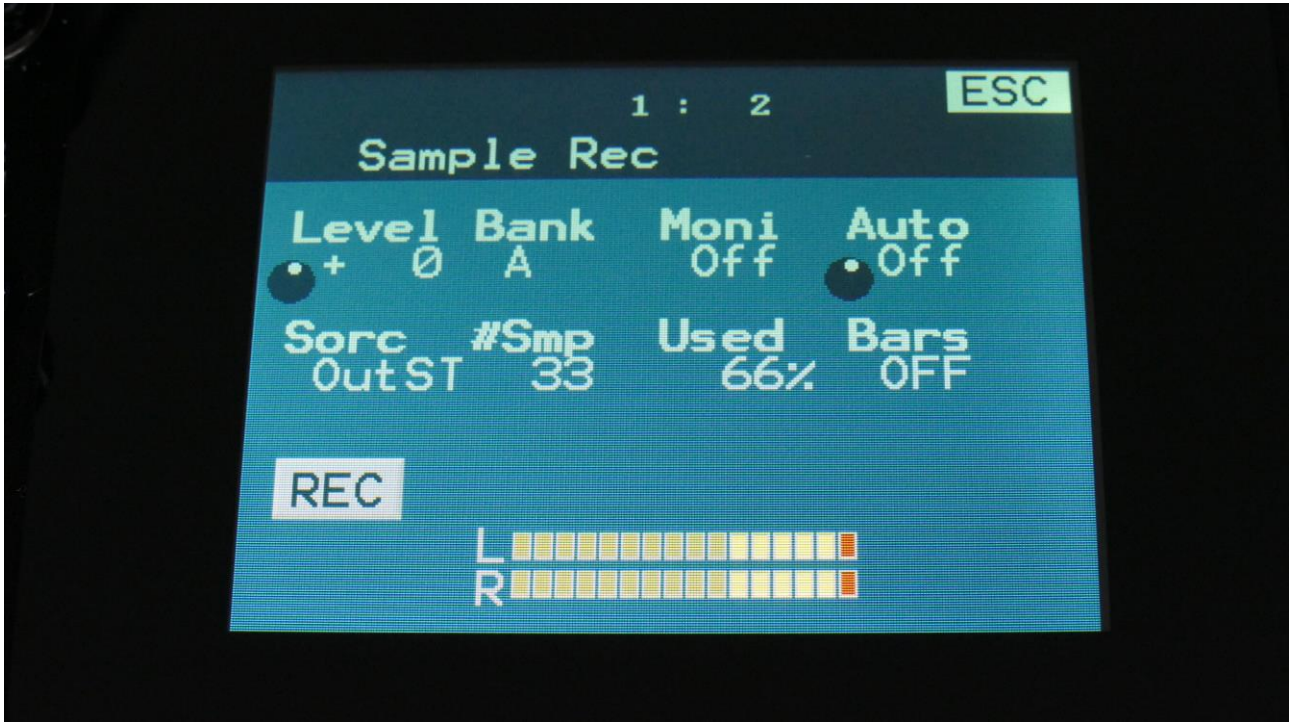 1 : 2 ESC
Sample Rec
Level Bank Moni Auto
+ 0 A Off Off
Sorc #Smp Used Bars
OutST 33 66% OFF
REC
L
R